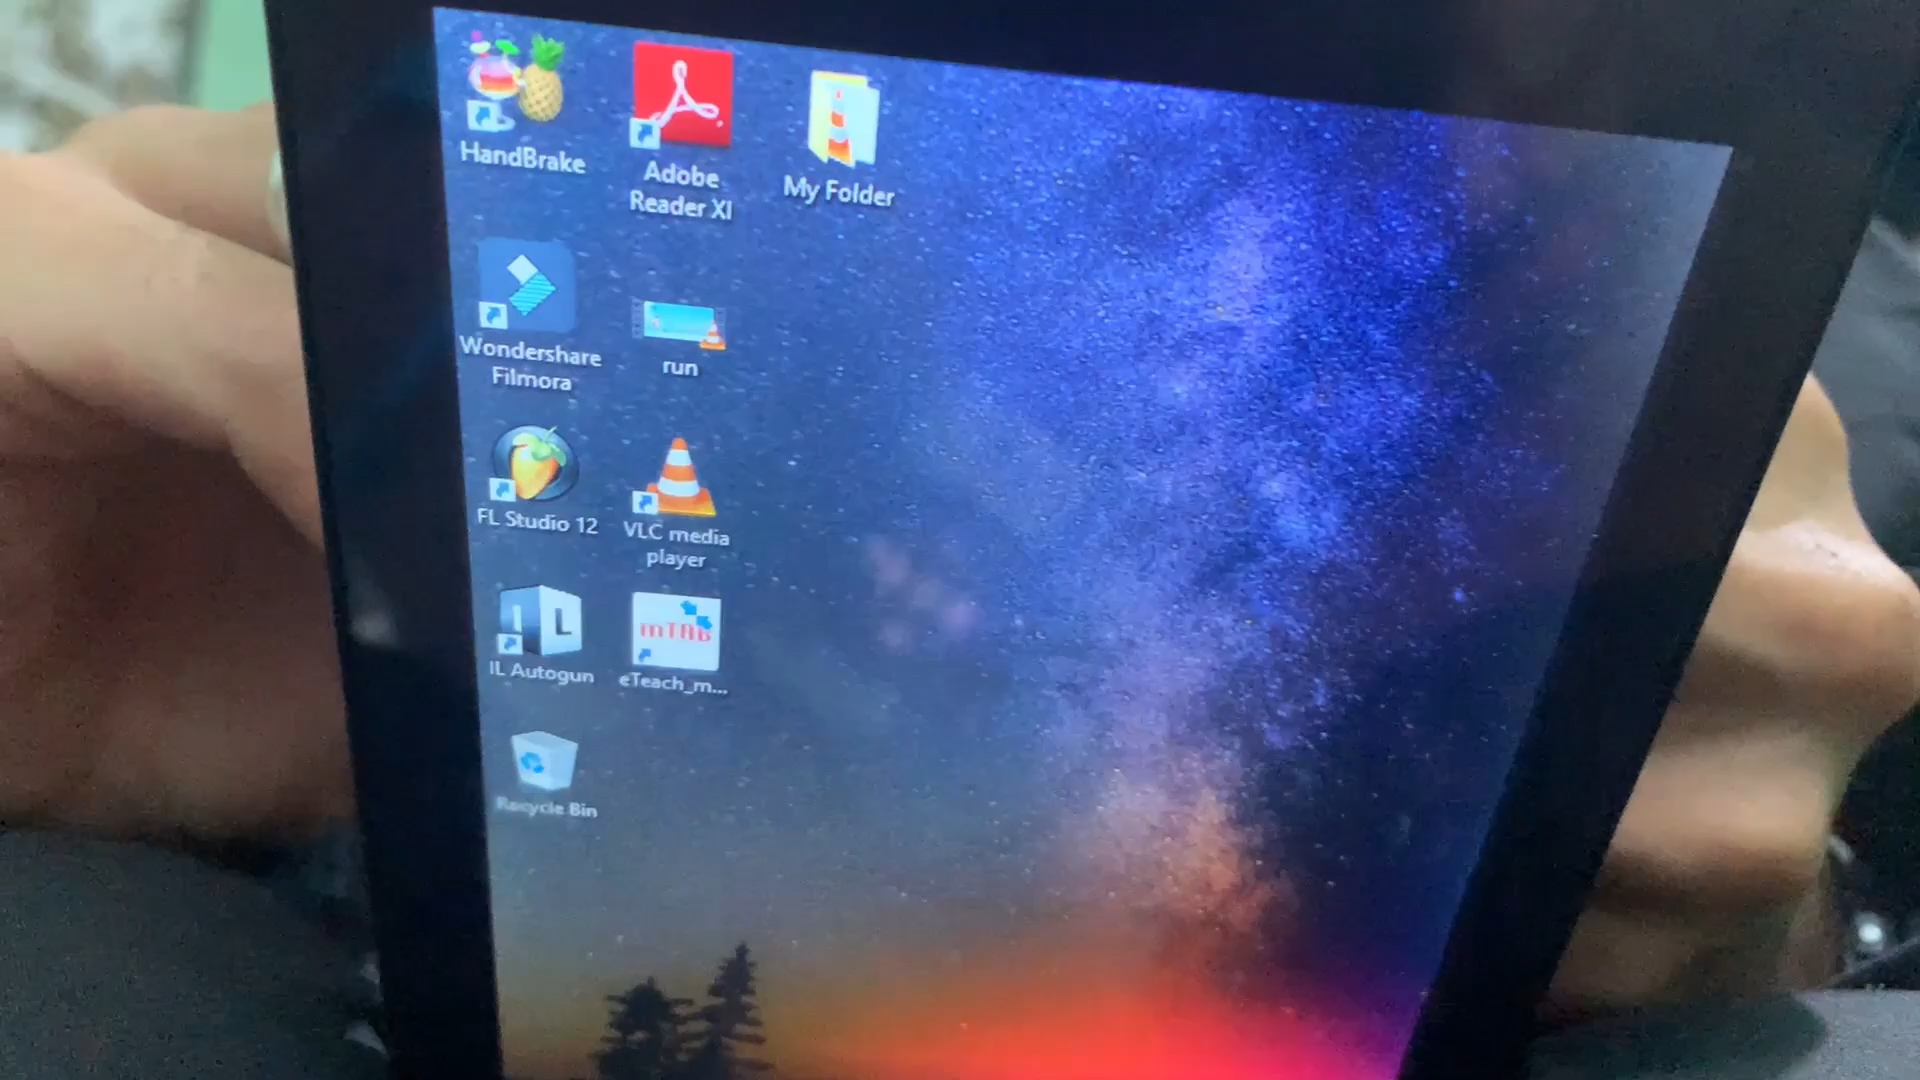 HandBrake
Adobe
Reader XI
My Folder
Wondershare
Filmora
run
FL Studio 12
VLC media
player
IL Autogun
mTAB
eTeach_m...
Recycle Bin